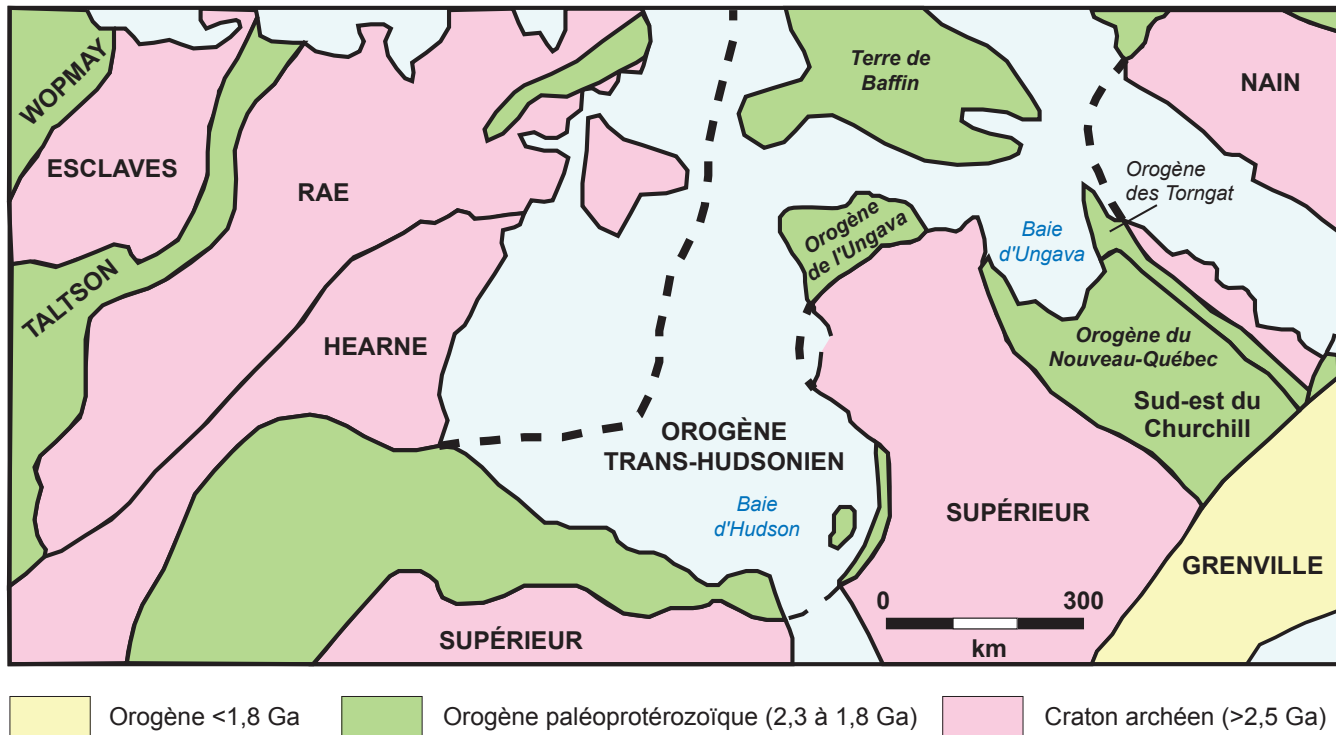 WOPMAY
ESCLAVES
TALTSON
RAE
HEARNE
Terre de
Baffin
NAIN
Orogène
des Torngat
Orogène
de l'Ungava
Baie
d'Ungava
Orogène du
Nouveau-Québec
Sud-est du
Churchill
OROGÈNE
TRANS-HUDSONIEN
Baie
d'Hudson
SUPÉRIEUR
GRENVILLE
SUPÉRIEUR
0 300
km
Orogène <1,8 Ga
Orogène paléoprotérozoïque (2,3 à 1,8 Ga)
Craton archéen (>2,5 Ga)